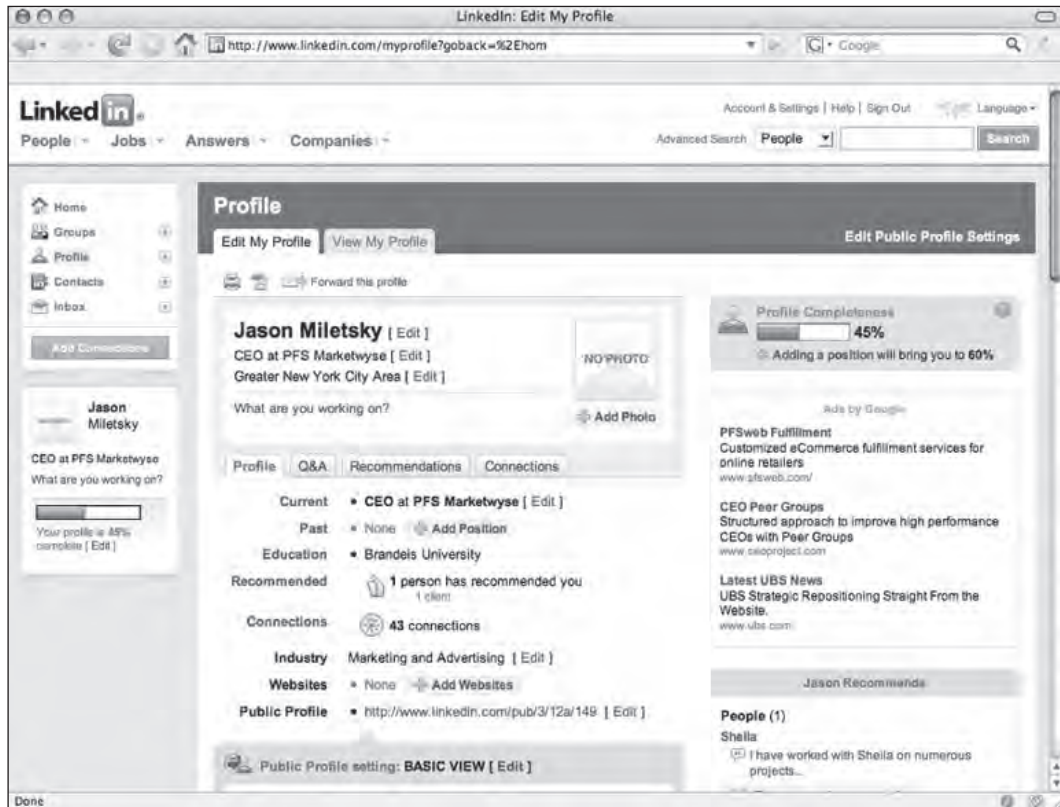 LinkedIn: Edit My Profile
http://www.linkedin.com/myprofile?goback=%2Ehom
G Google
Linked in
Account & Settings | Help | Sign Out Language
People Jobs Answers Companies
Advanced Search People Search
Home
Groups
Profile
Contacts
Inbox
Add Connections
Jason
Miletsky
CEO at PFS Marketwyse
What are you working on?
Your profile is 45%
complete [ Edit ]
Profile
Edit My Profile View My Profile
Edit Public Profile Settings
Forward this profile
Jason Miletsky [ Edit ]
CEO at PFS Marketwyse [ Edit ]
Greater New York City Area [ Edit ]
What are you working on?
NO PHOTO
Add Photo
Profile Q&A Recommendations Connections
Current • CEO at PFS Marketwyse [ Edit ]
Past • None Add Position
Education • Brandeis University
Recommended 1 person has recommended you
1 client
Connections 43 connections
Industry Marketing and Advertising [ Edit ]
Websites • None Add Websites
Public Profile • http://www.linkedin.com/pub/3/12a/149 [ Edit ]
Public Profile setting: BASIC VIEW [ Edit ]
Profile Completeness
45%
Adding a position will bring you to 60%
Ads by Google
PFSweb Fulfillment
Customized eCommerce fulfillment services for
online retailers
www.pfsweb.com/
CEO Peer Groups
Structured approach to improve high performance
CEOs with Peer Groups
www.ceoproject.com
Latest UBS News
UBS Strategic Repositioning Straight From the
Website.
www.ubs.com
Jason Recommends
People (1)
Sheila
I have worked with Sheila on numerous
projects...
Done